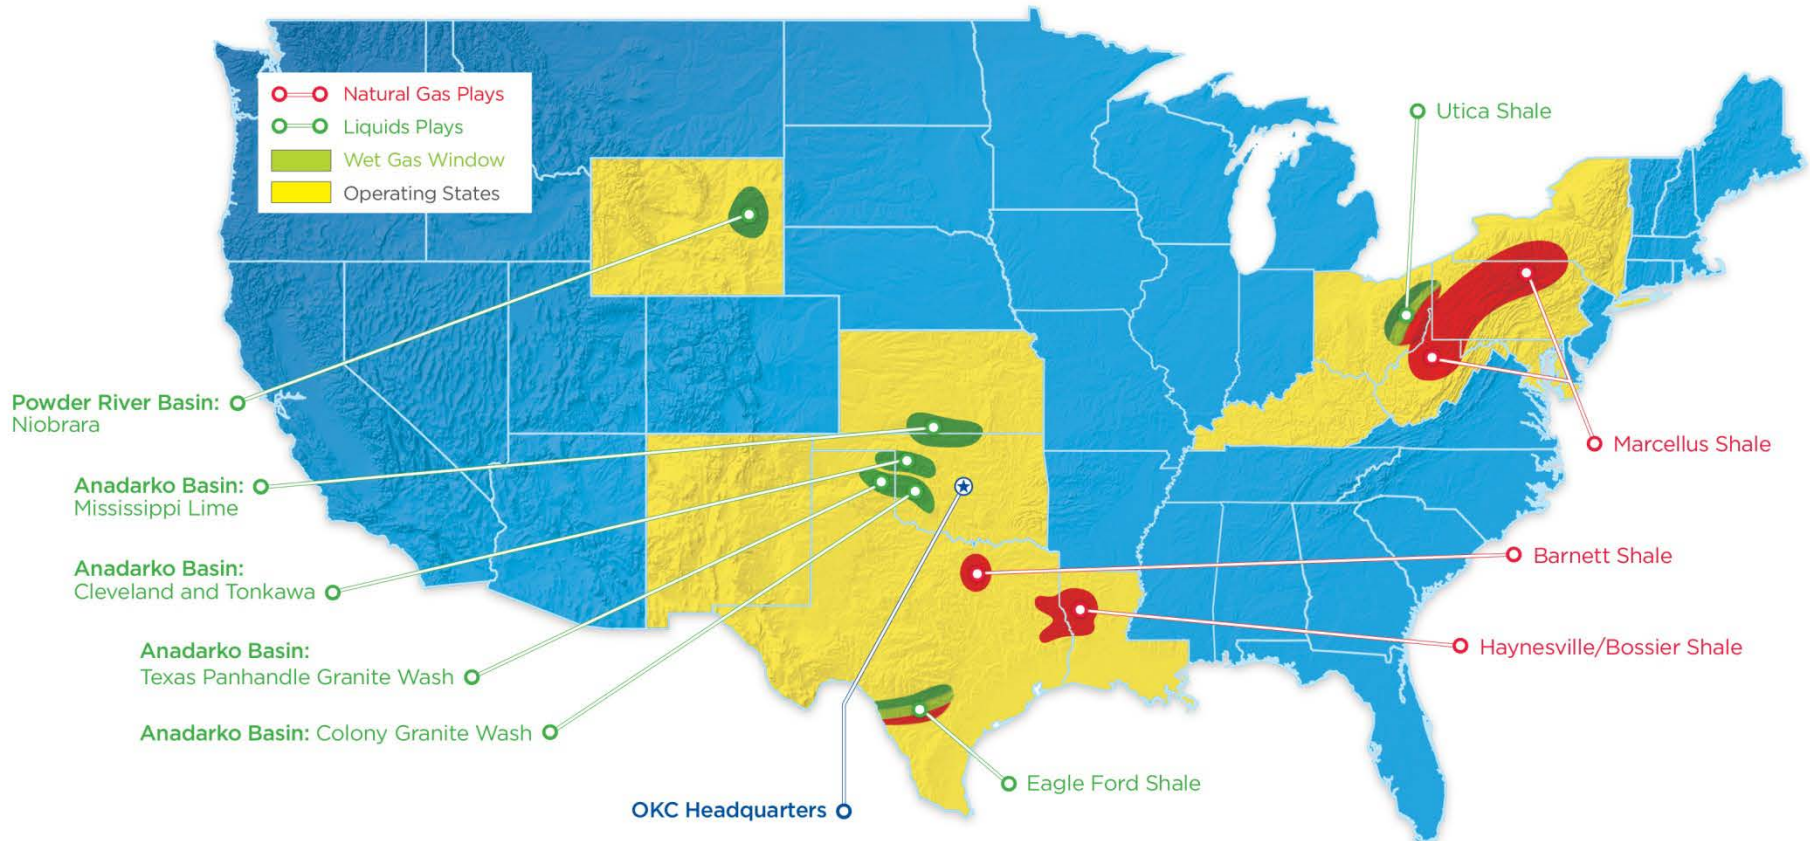 Natural Gas Plays
Liquids Plays
Wet Gas Window
Operating States
Utica Shale
Powder River Basin:
Niobrara
Marcellus Shale
Anadarko Basin:
Mississippi Lime
Barnett Shale
Anadarko Basin:
Cleveland and Tonkawa
Haynesville/Bossier Shale
Anadarko Basin:
Texas Panhandle Granite Wash
Anadarko Basin: Colony Granite Wash
Eagle Ford Shale
OKC Headquarters